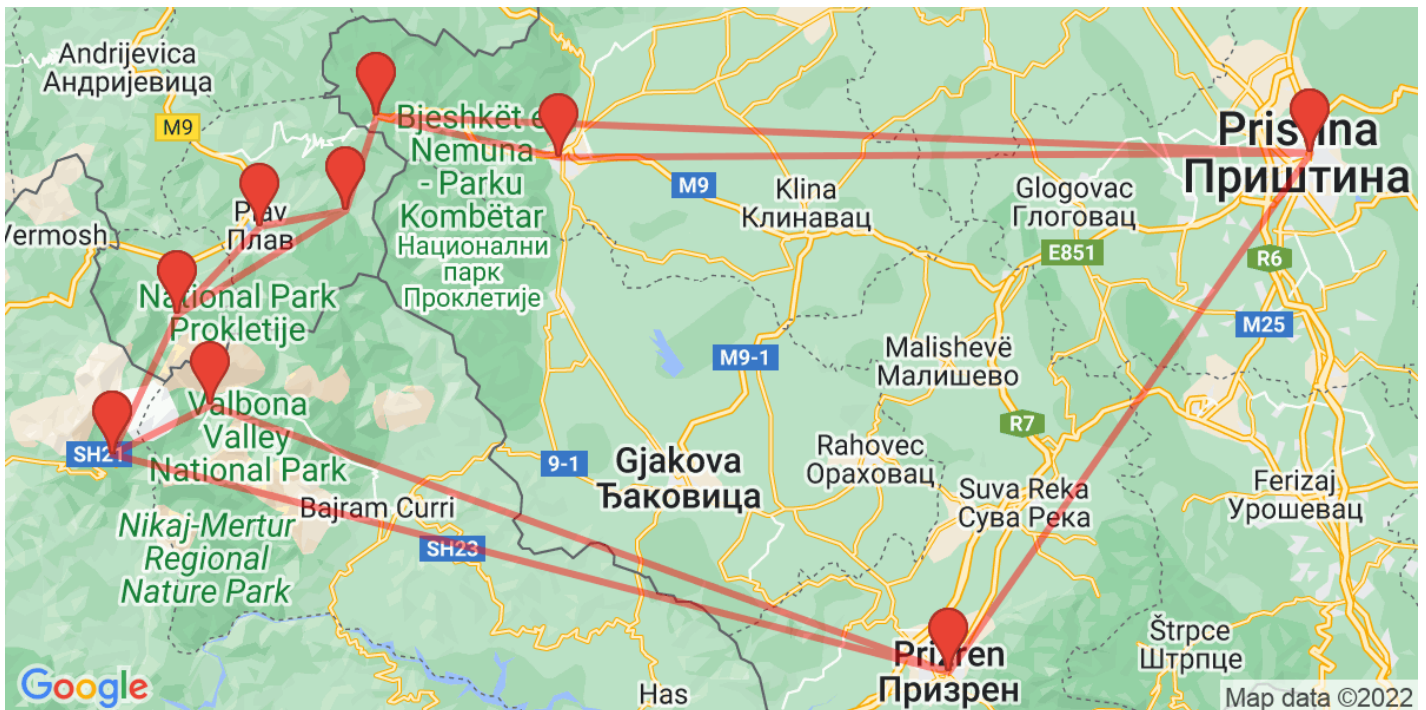 Andrijevica
Андријевица
M9
Bjeshkët e
Nemuna
- Parku
Kombëtar
Национални
парк
Проклетије
Pristina
Приштина
M9
Klina
Клинавац
Glogovac
Глоговац
E851
R6
Plav
Плав
Vermosh
National Park
Prokletije
M25
M9-1
Malishevë
Малишево
Valbona
Valley
National Park
SH21
R7
9-1
Gjakova
Ђаковица
Rahovec
Ораховац
Suva Reka
Сува Река
Ferizaj
Урошевац
Bajram Curri
SH23
Nikaj-Mertur
Regional
Nature Park
Prizren
Призрен
Štrpce
Штрпце
Has
Google
Map data ©2022